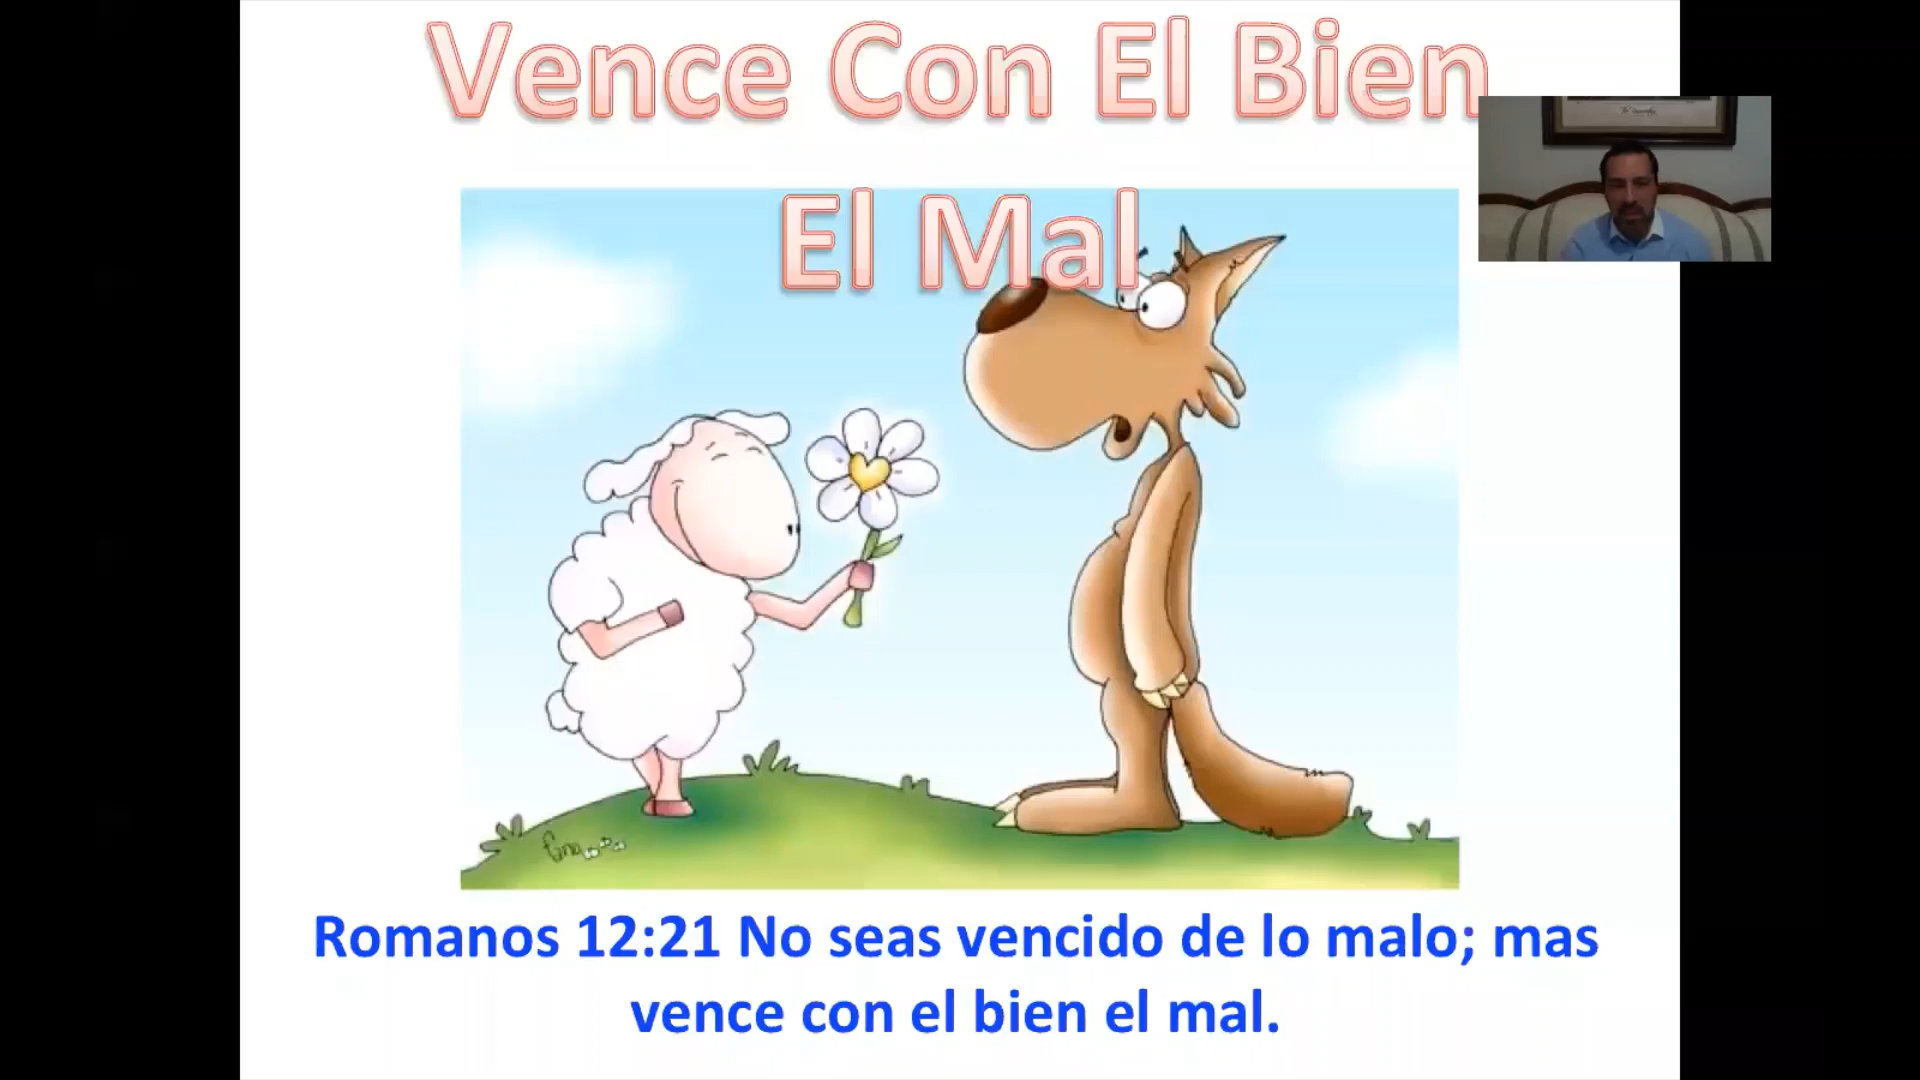 Vence Con El Bien
El Mal
Romanos 12:21 No seas vencido de lo malo; mas
vence con el bien el mal.